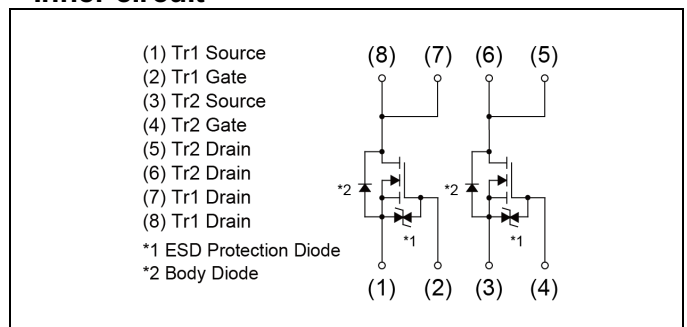 Inner circuit
(1) Tr1 Source
(2) Tr1 Gate
(3) Tr2 Source
(4) Tr2 Gate
(5) Tr2 Drain
(6) Tr2 Drain
(7) Tr1 Drain
(8) Tr1 Drain
*1 ESD Protection Diode
*2 Body Diode
(8) (7) (6) (5)
*2 *2
*1 *1
(1) (2) (3) (4)